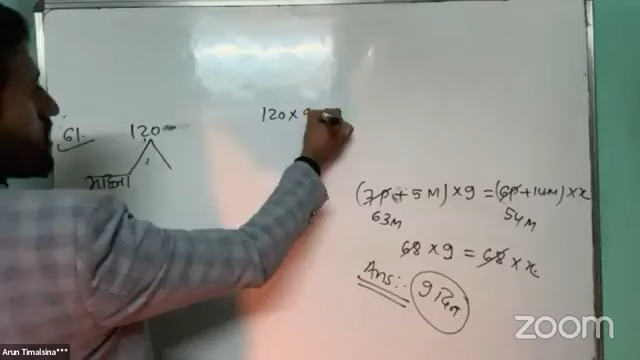 61. 120
महिला
120 × 9
(7P + 5M) × 9 = (6P + 14M) × x
63M 54M
68 × 9 = 68 × x
Ans:- 9 दिन
zoom
Arun Timalsina***